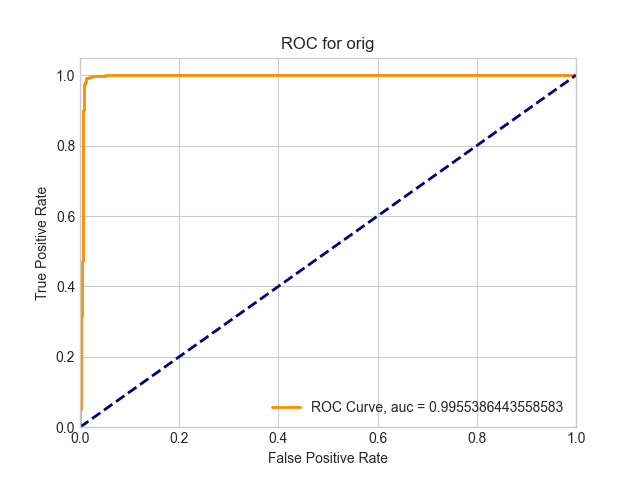 ROC for orig
True Positive Rate
1.0
0.8
0.6
0.4
0.2
0.0
ROC Curve, auc = 0.9955386443558583
0.0 0.2 0.4 0.6 0.8 1.0
False Positive Rate